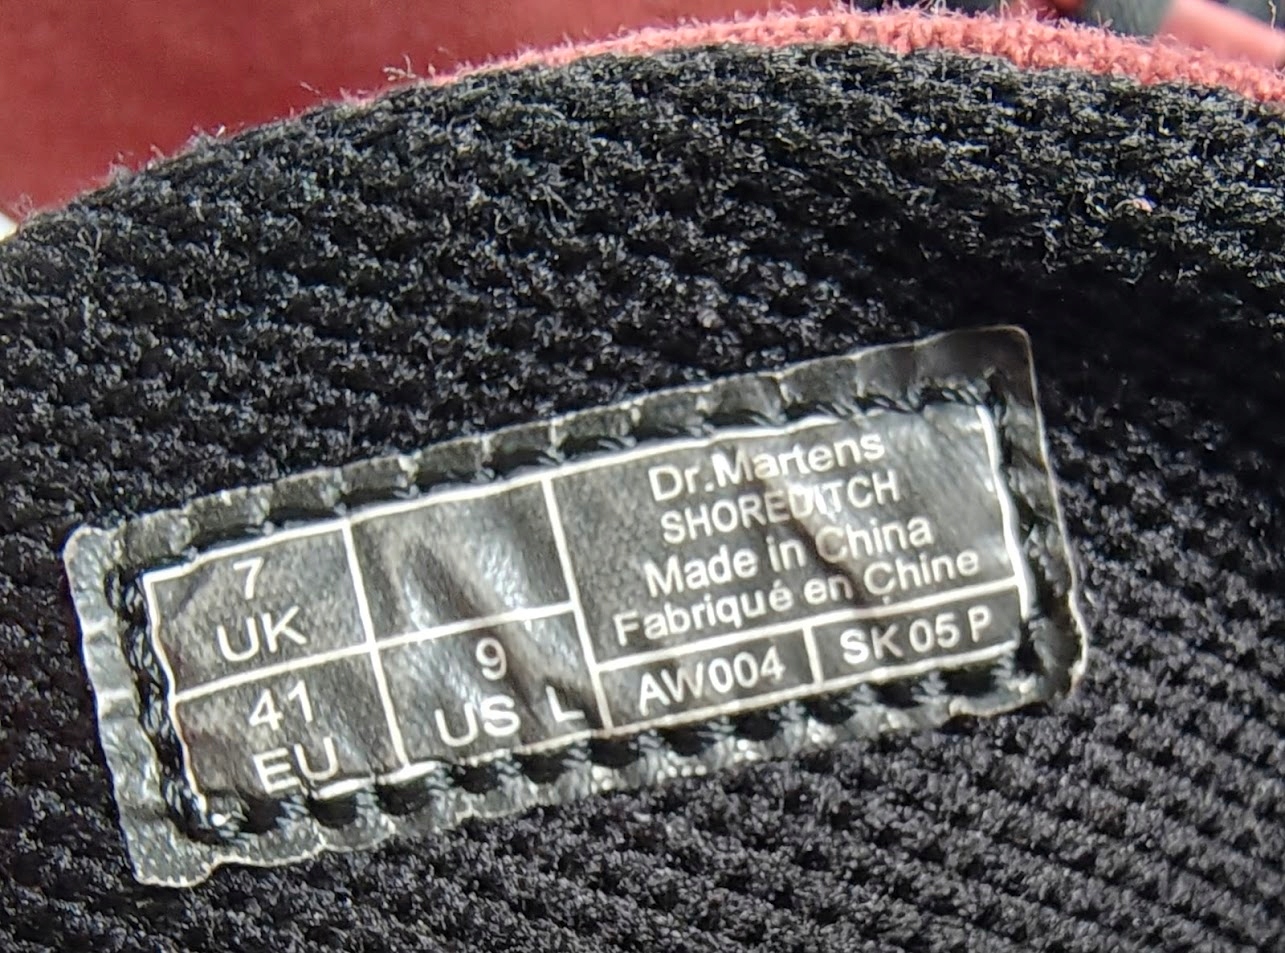 7
UK
41
EU
9
US L
Dr.Martens
SHOREDITCH
Made in China
Fabriqué en Chine
AW004
SK 05 P